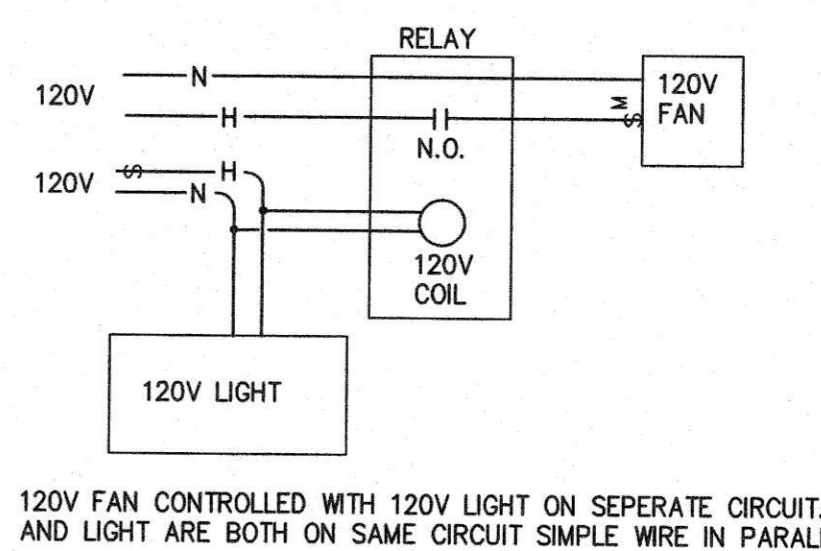 RELAY
120V
N
H
N.O.
M
S
120V
FAN
120V
S
H
N
120V
COIL
120V LIGHT
120V FAN CONTROLLED WITH 120V LIGHT ON SEPERATE CIRCUIT.
AND LIGHT ARE BOTH ON SAME CIRCUIT SIMPLE WIRE IN